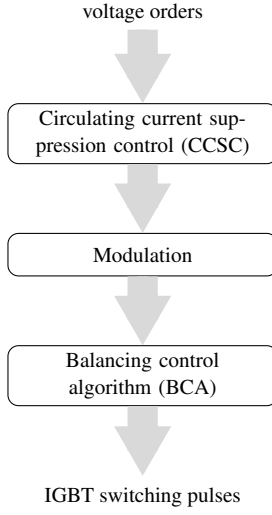 voltage orders
Circulating current sup-
pression control (CCSC)
Modulation
Balancing control
algorithm (BCA)
IGBT switching pulses